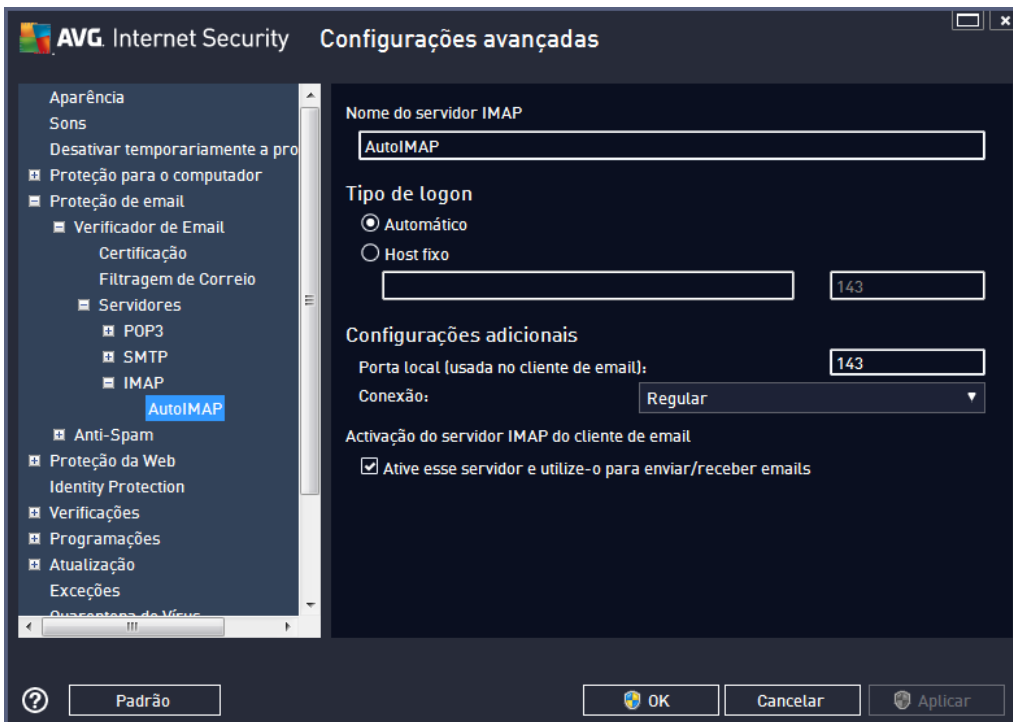 AVG. Internet Security Configurações avançadas
Aparência
Sons
Desativar temporariamente a pro
Proteção para o computador
Proteção de email
Verificador de Email
Certificação
Filtragem de Correio
Servidores
POP3
SMTP
IMAP
AutoIMAP
Anti-Spam
Proteção da Web
Identity Protection
Verificações
Programações
Atualização
Exceções
Quarentena de Vírus
Nome do servidor IMAP
AutoIMAP
Tipo de logon
Automático
Host fixo
143
Configurações adicionais
Porta local (usada no cliente de email): 143
Conexão: Regular
Activação do servidor IMAP do cliente de email
Ative esse servidor e utilize-o para enviar/receber emails
? Padrão OK Cancelar Aplicar